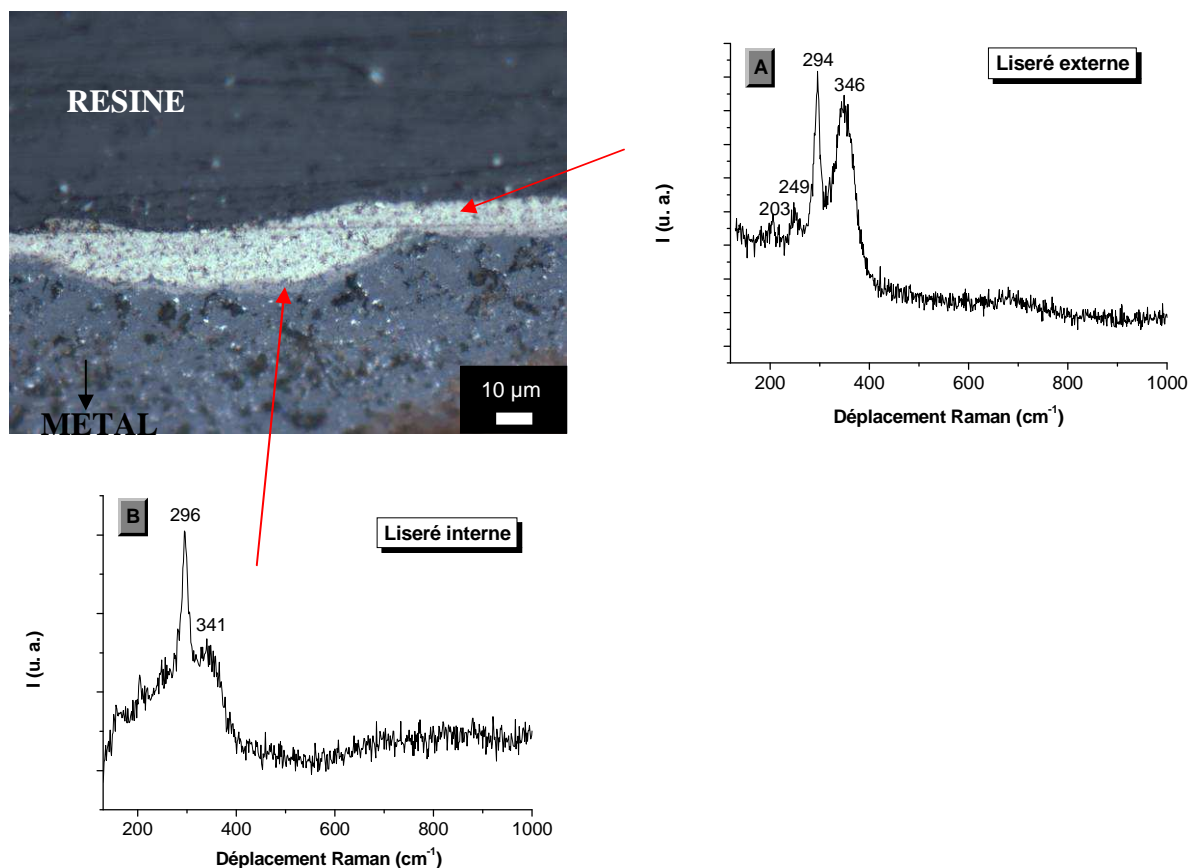 RESINE
METAL
10 µm
A
Liseré externe
294
346
249
203
I (u. a.)
200
400
600
800
1000
Déplacement Raman (cm-1)
B
Liseré interne
296
341
I (u. a.)
200
400
600
800
1000
Déplacement Raman (cm-1)